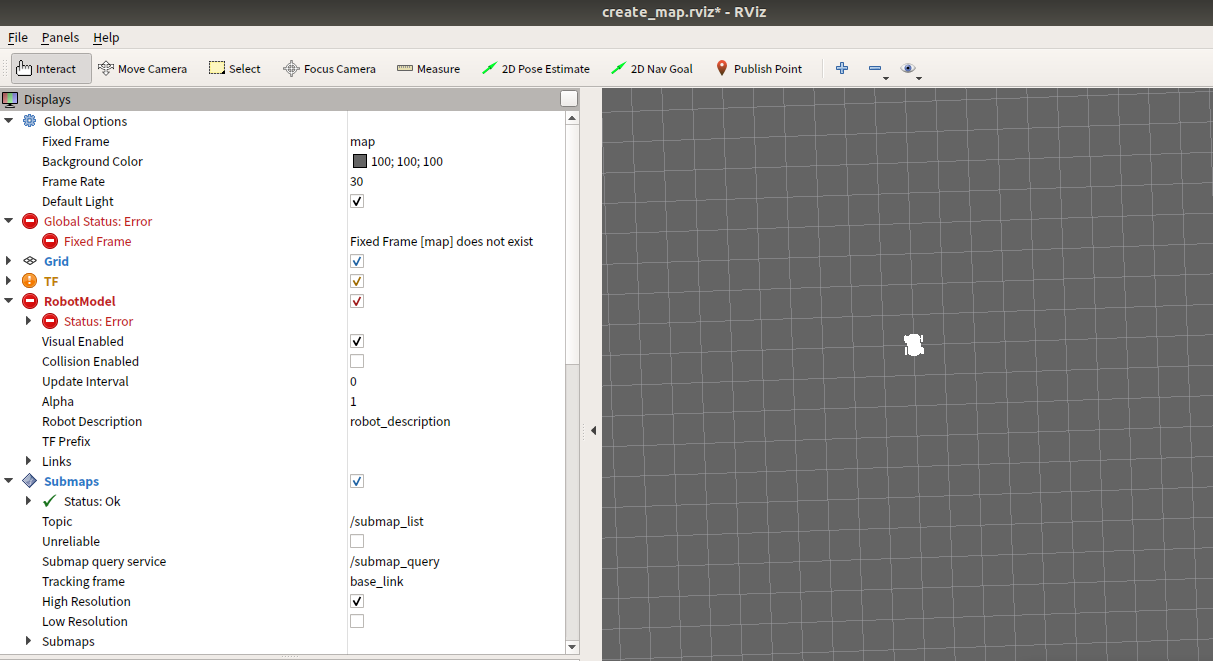 create_map.rviz* - RViz
File Panels Help
Interact Move Camera Select Focus Camera Measure 2D Pose Estimate 2D Nav Goal Publish Point
Displays
Global Options
Fixed Frame map
Background Color 100; 100; 100
Frame Rate 30
Default Light
Global Status: Error
Fixed Frame Fixed Frame [map] does not exist
Grid
TF
RobotModel
Status: Error
Visual Enabled
Collision Enabled
Update Interval 0
Alpha 1
Robot Description robot_description
TF Prefix
Links
Submaps
Status: Ok
Topic /submap_list
Unreliable
Submap query service /submap_query
Tracking frame base_link
High Resolution
Low Resolution
Submaps